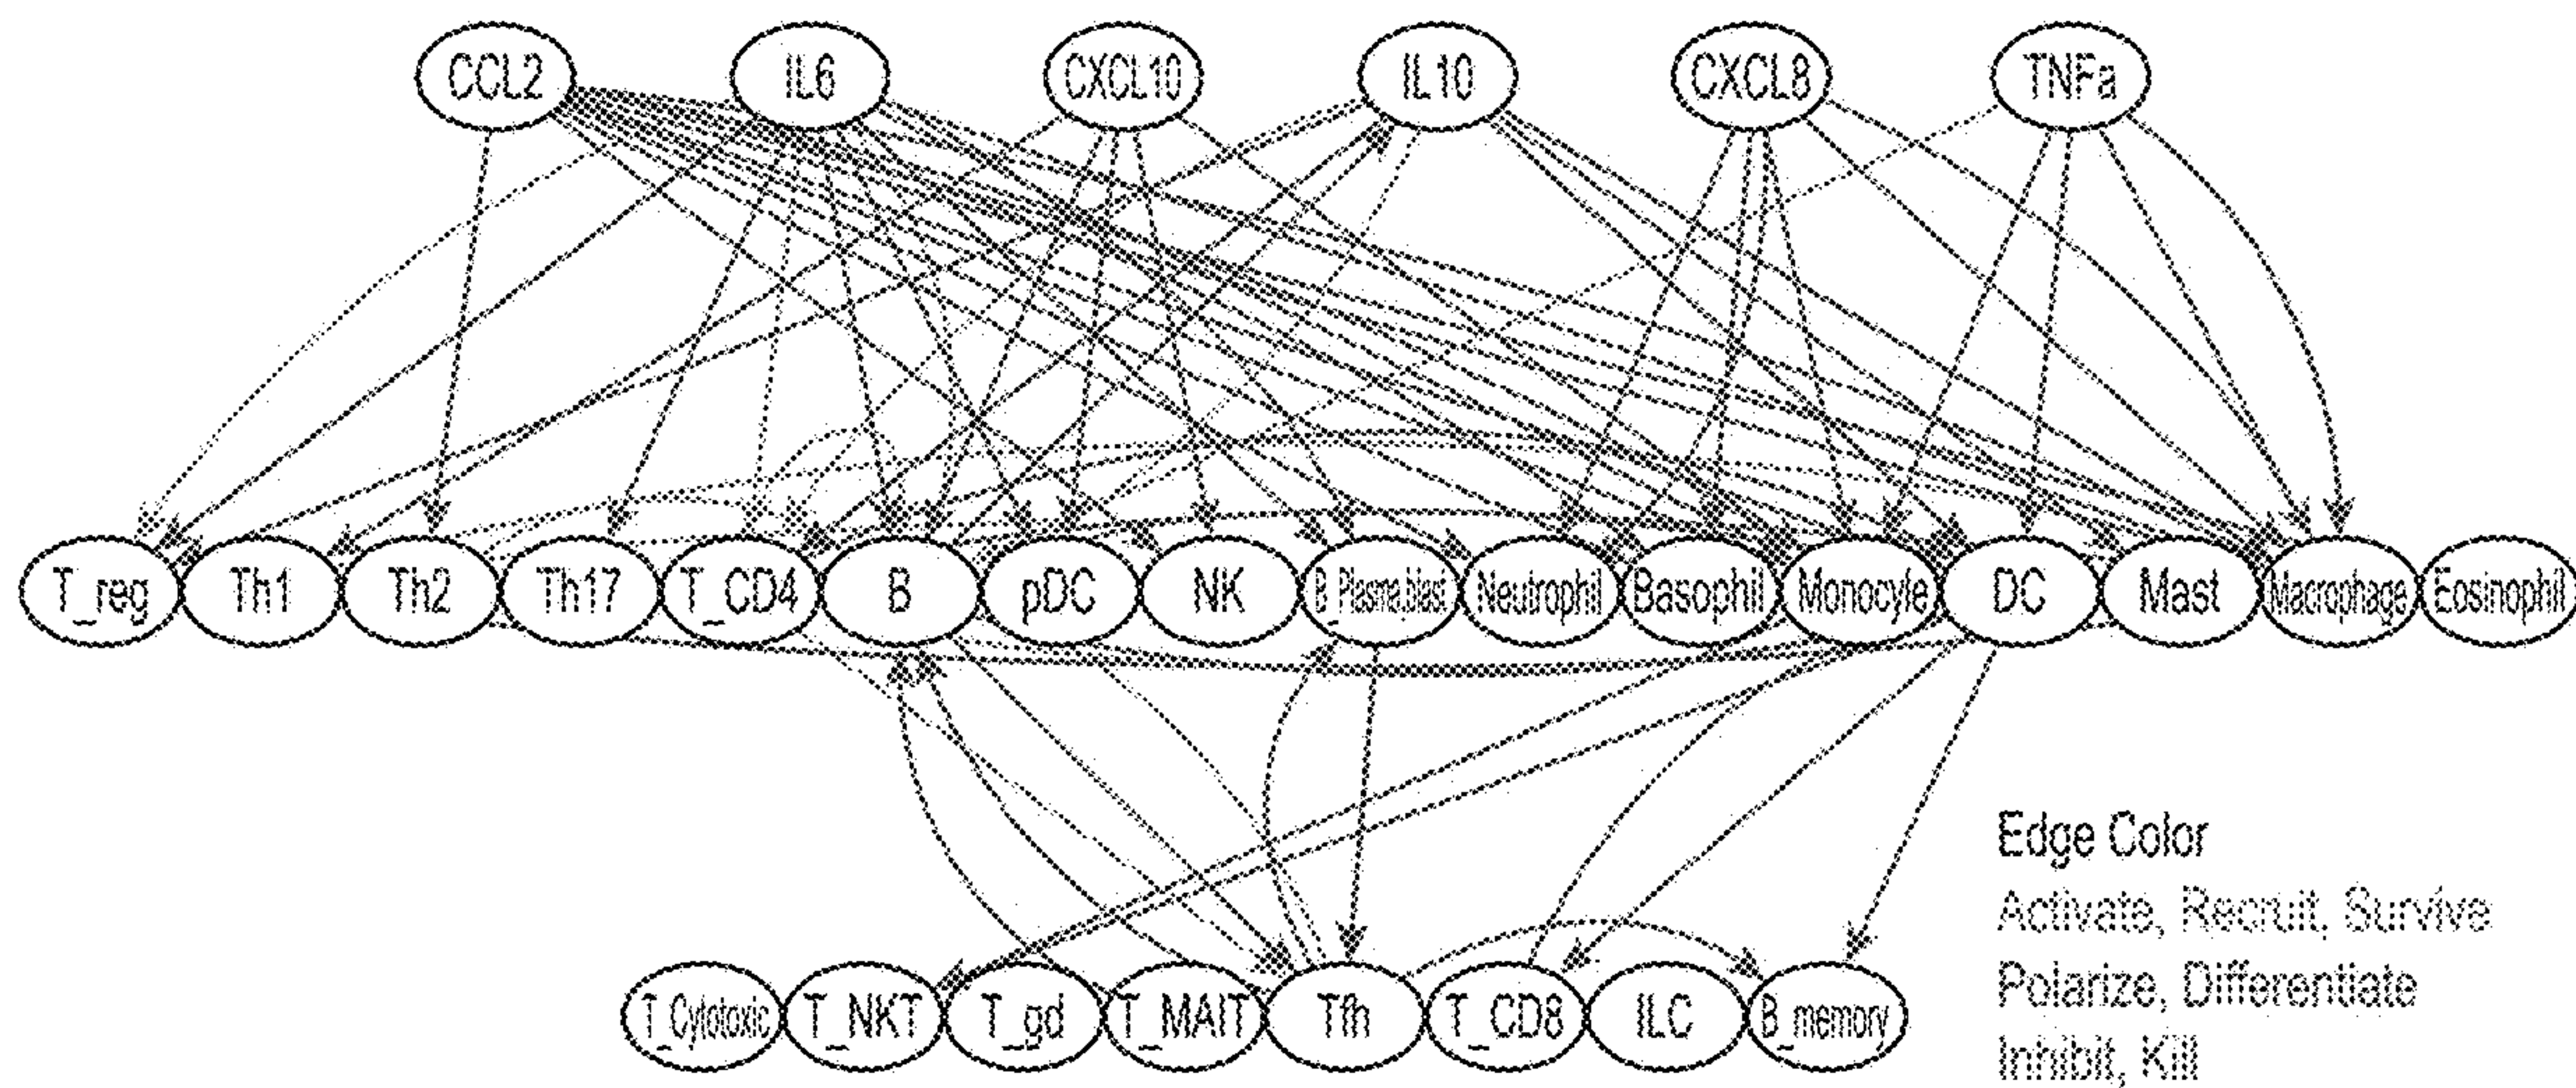 CCL2 IL6 CXCL10 IL10 CXCL8 TNFa
T_reg Th1 Th2 Th17 T_CD4 B pDC NK B_Plasmablast Neutrophil Basophil Monocyle DC Mast Macrophage Eosinophil
T_Cytotoxic T_NKT T_gd T_MAIT Tfh T_CD8 ILC B_memory
Edge Color
Activate, Recruit, Survive
Polarize, Differentiate
Inhibit, Kill